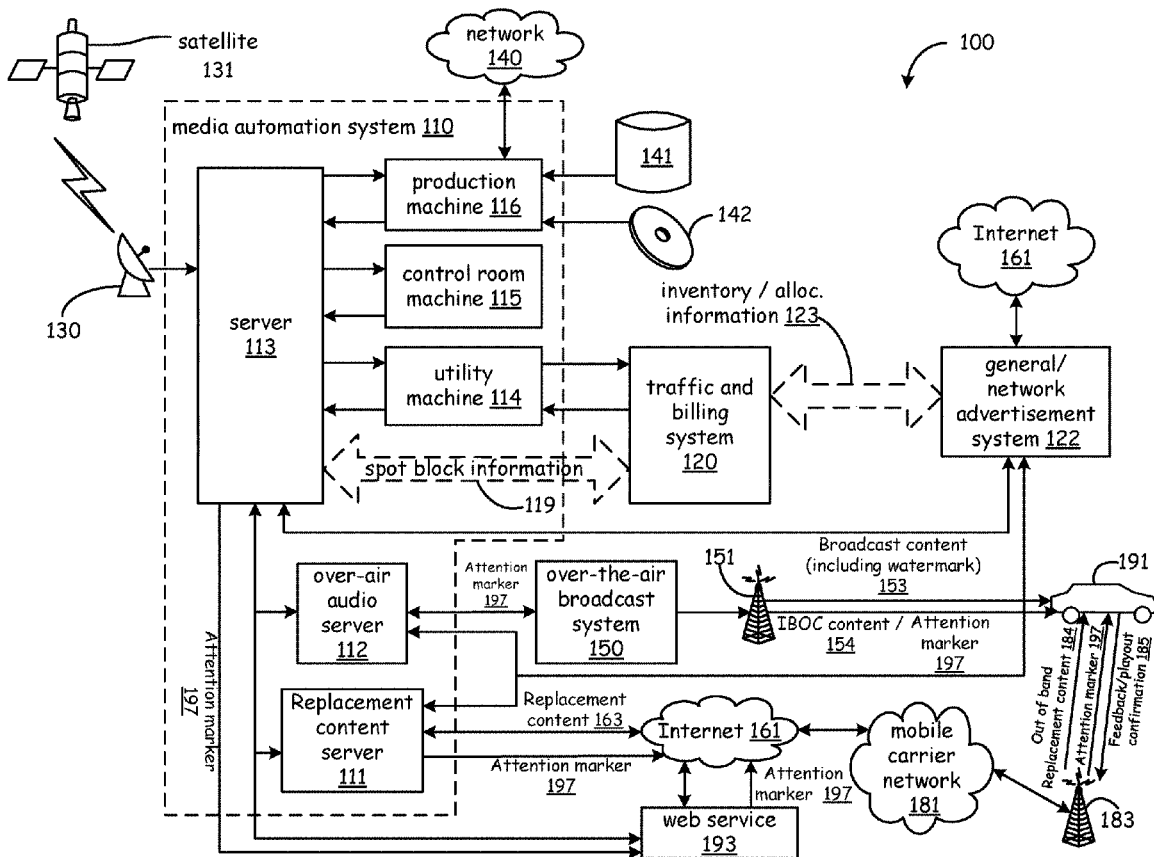 satellite
131
network
140
100
media automation system 110
141
production
machine 116
142
Internet
161
control room
machine 115
130
server
113
inventory / alloc.
information 123
utility
machine 114
traffic and
billing
system
120
general/
network
advertisement
system 122
spot block information
119
Broadcast content
(including watermark)
153
151
191
over-air
audio
server
112
Attention
marker
197
over-the-air
broadcast
system
150
IBOC content / Attention
154
marker
197
Attention marker
197
Out of band
Replacement content 184
Attention marker 197
Feedback/playout
confirmation 185
Replacement
content server
111
Replacement
content 163
Internet 161
Attention marker
197
mobile
carrier
network
181
Attention
marker 197
web service
193
183